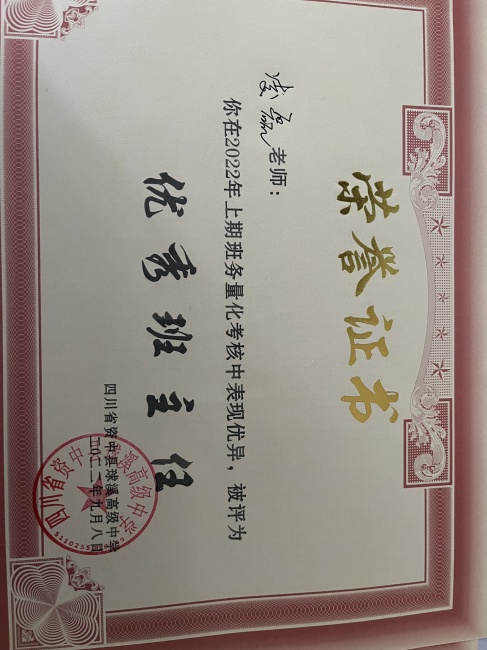 荣誉证书
凌磊老师：
你在2022年上期班务量化考核中表现优异，被评为
优秀班主任
四川省资中县球溪高级中学
二〇二二年九月八日